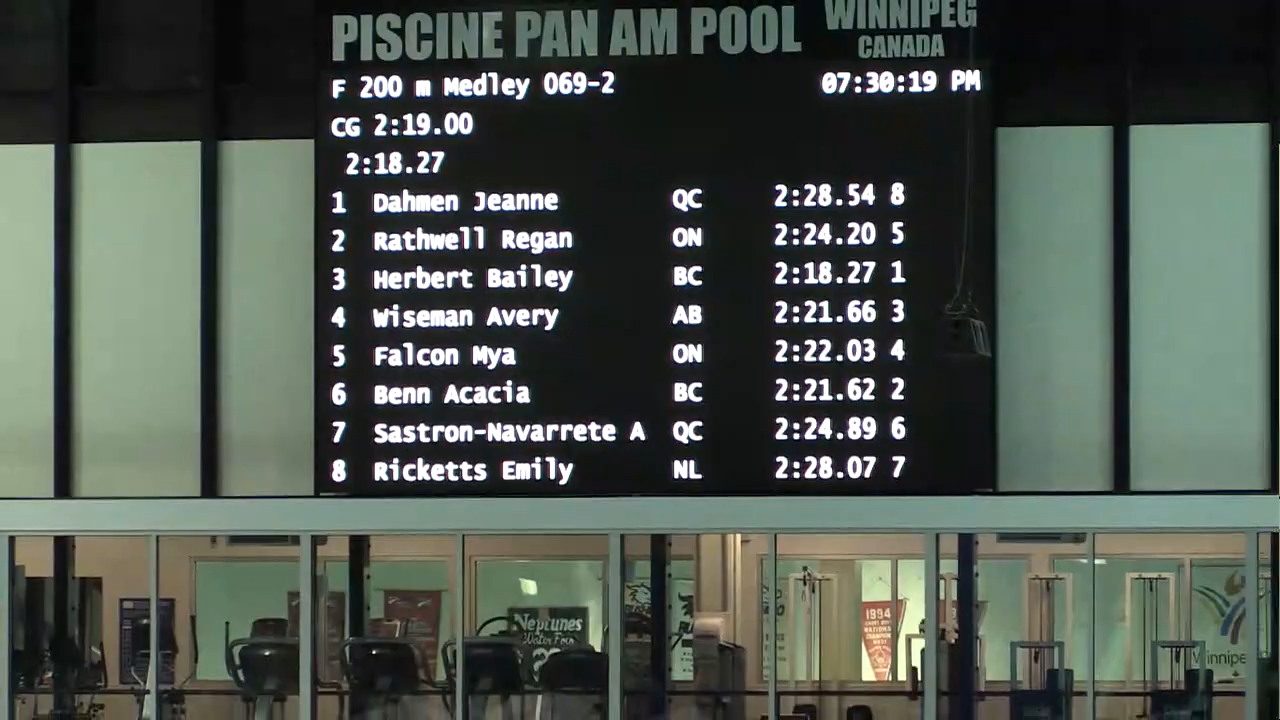 PISCINE PAN AM POOL WINNIPEG CANADA
F 200 m Medley 069-2 07:30:19 PM
CG 2:19.00
2:18.27
1 Dahmen Jeanne QC 2:28.54 8
2 Rathwell Regan ON 2:24.20 5
3 Herbert Bailey BC 2:18.27 1
4 Wiseman Avery AB 2:21.66 3
5 Falcon Mya ON 2:22.03 4
6 Benn Acacia BC 2:21.62 2
7 Sastron-Navarrete A QC 2:24.89 6
8 Ricketts Emily NL 2:28.07 7
Neptunes
Water Polo
1994
Winnipe